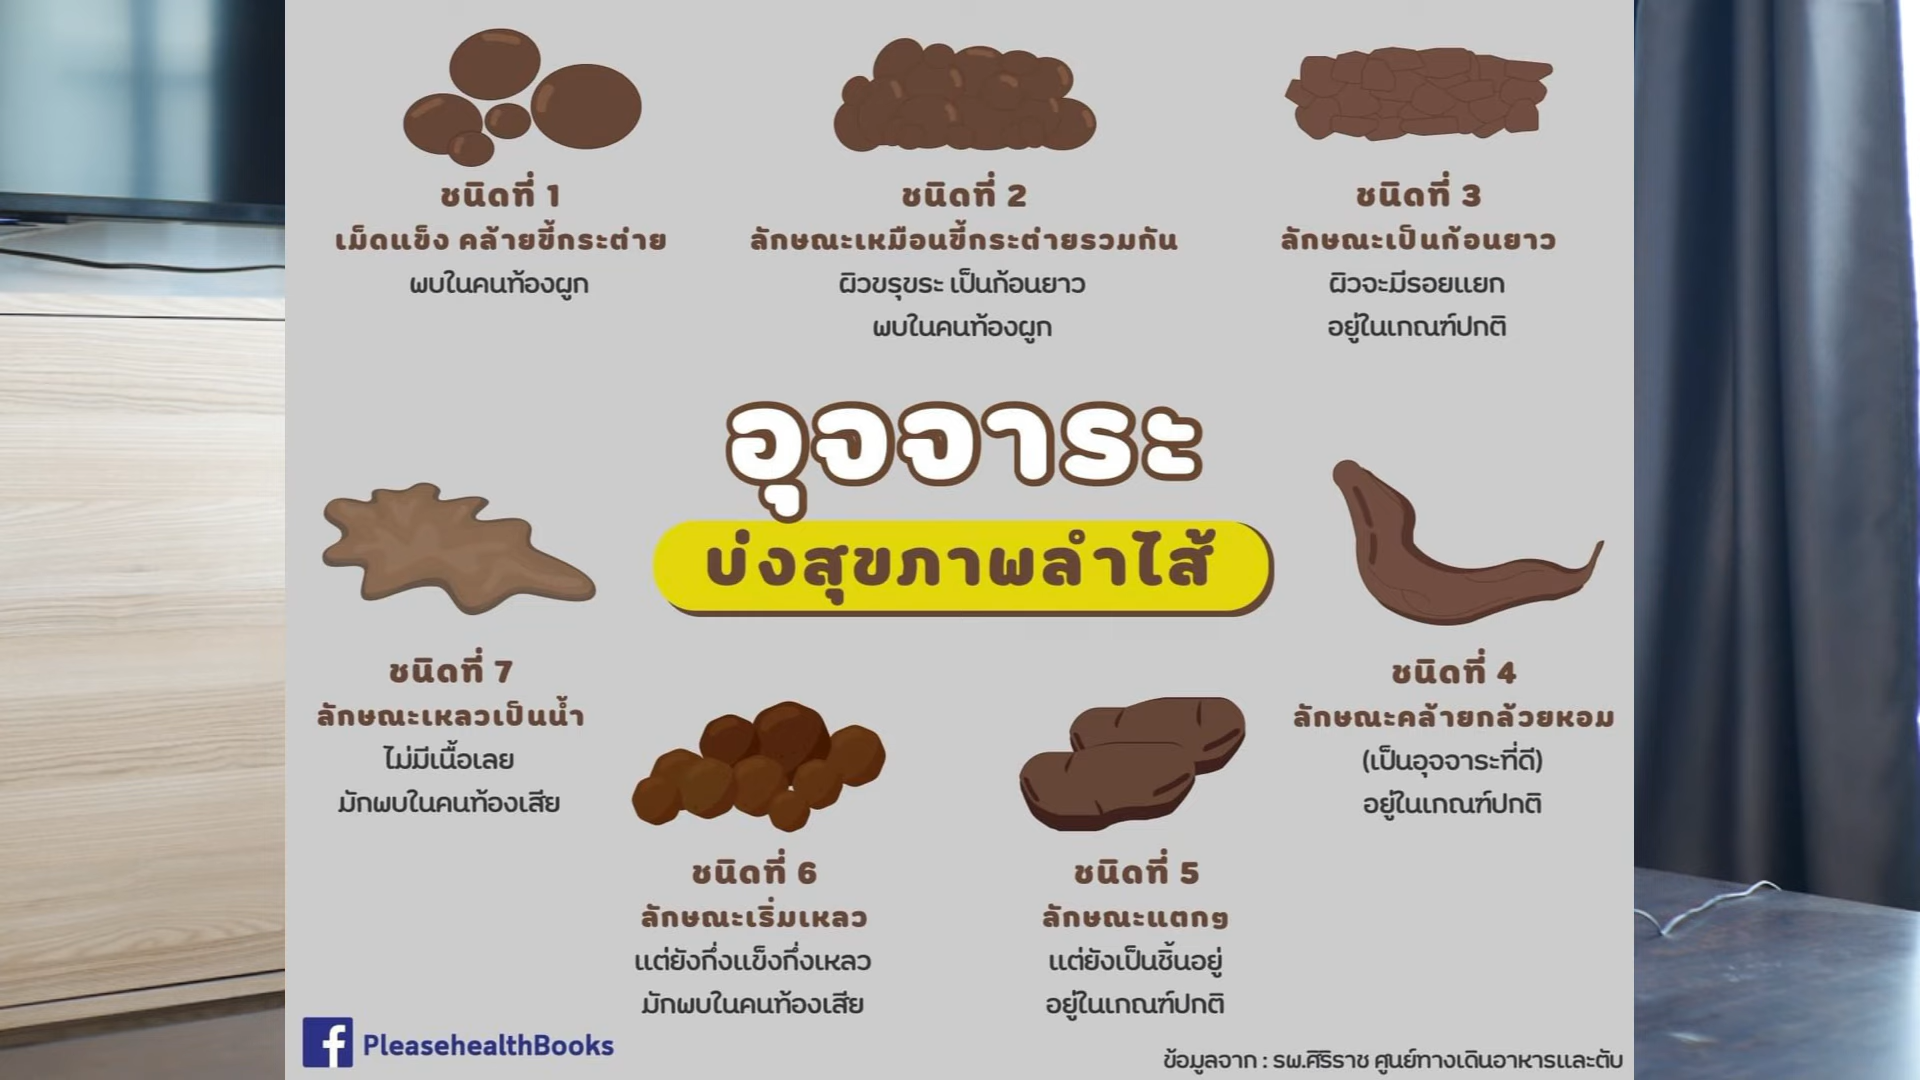 ชนิดที่ 1
เม็ดแข็ง คล้ายขี้กระต่าย
พบในคนท้องผูก
ชนิดที่ 2
ลักษณะเหมือนขี้กระต่ายรวมกัน
ผิวขรุขระ เป็นก้อนยาว
พบในคนท้องผูก
ชนิดที่ 3
ลักษณะเป็นก้อนยาว
ผิวจะมีรอยแยก
อยู่ในเกณฑ์ปกติ
อุจจาระ
บ่งสุขภาพลำไส้
ชนิดที่ 4
ลักษณะคล้ายกล้วยหอม
(เป็นอุจจาระที่ดี)
อยู่ในเกณฑ์ปกติ
ชนิดที่ 5
ลักษณะแตกๆ
แต่ยังเป็นชิ้นอยู่
อยู่ในเกณฑ์ปกติ
ชนิดที่ 6
ลักษณะเริ่มเหลว
แต่ยังกึ่งแข็งกึ่งเหลว
มักพบในคนท้องเสีย
ชนิดที่ 7
ลักษณะเหลวเป็นน้ำ
ไม่มีเนื้อเลย
มักพบในคนท้องเสีย
PleasehealthBooks
ข้อมูลจาก : รพ.ศิริราช ศูนย์ทางเดินอาหารและตับ